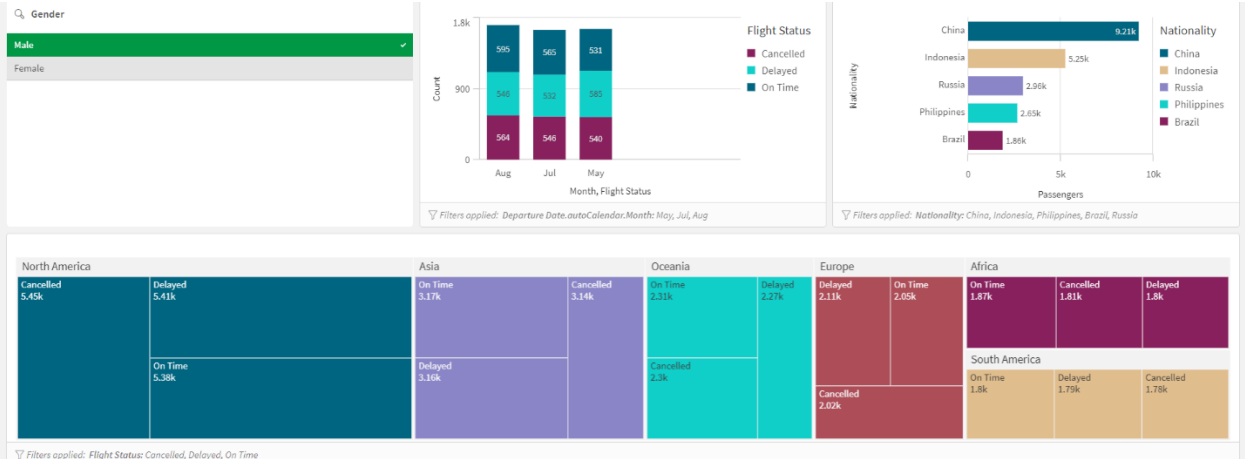 Gender
Male
Female
1.8k
900
0
Count
595
546
564
565
532
546
531
585
540
Aug Jul May
Month, Flight Status
Flight Status
Cancelled
Delayed
On Time
Filters applied: Departure Date.autoCalendar.Month: May, Jul, Aug
Nationality
China 9.21k
Indonesia 5.25k
Russia 2.96k
Philippines 2.65k
Brazil 1.86k
0 5k 10k
Passengers
Nationality
China
Indonesia
Russia
Philippines
Brazil
Filters applied: Nationality: China, Indonesia, Philippines, Brazil, Russia
North America
Cancelled
5.45k
Delayed
5.41k
On Time
5.38k
Asia
On Time
3.17k
Delayed
3.16k
Cancelled
3.14k
Oceania
On Time
2.31k
Cancelled
2.3k
Delayed
2.27k
Europe
Delayed
2.11k
On Time
2.05k
Cancelled
2.02k
Africa
On Time
1.87k
Cancelled
1.81k
Delayed
1.8k
South America
On Time
1.8k
Delayed
1.79k
Cancelled
1.78k
Filters applied: Flight Status: Cancelled, Delayed, On Time